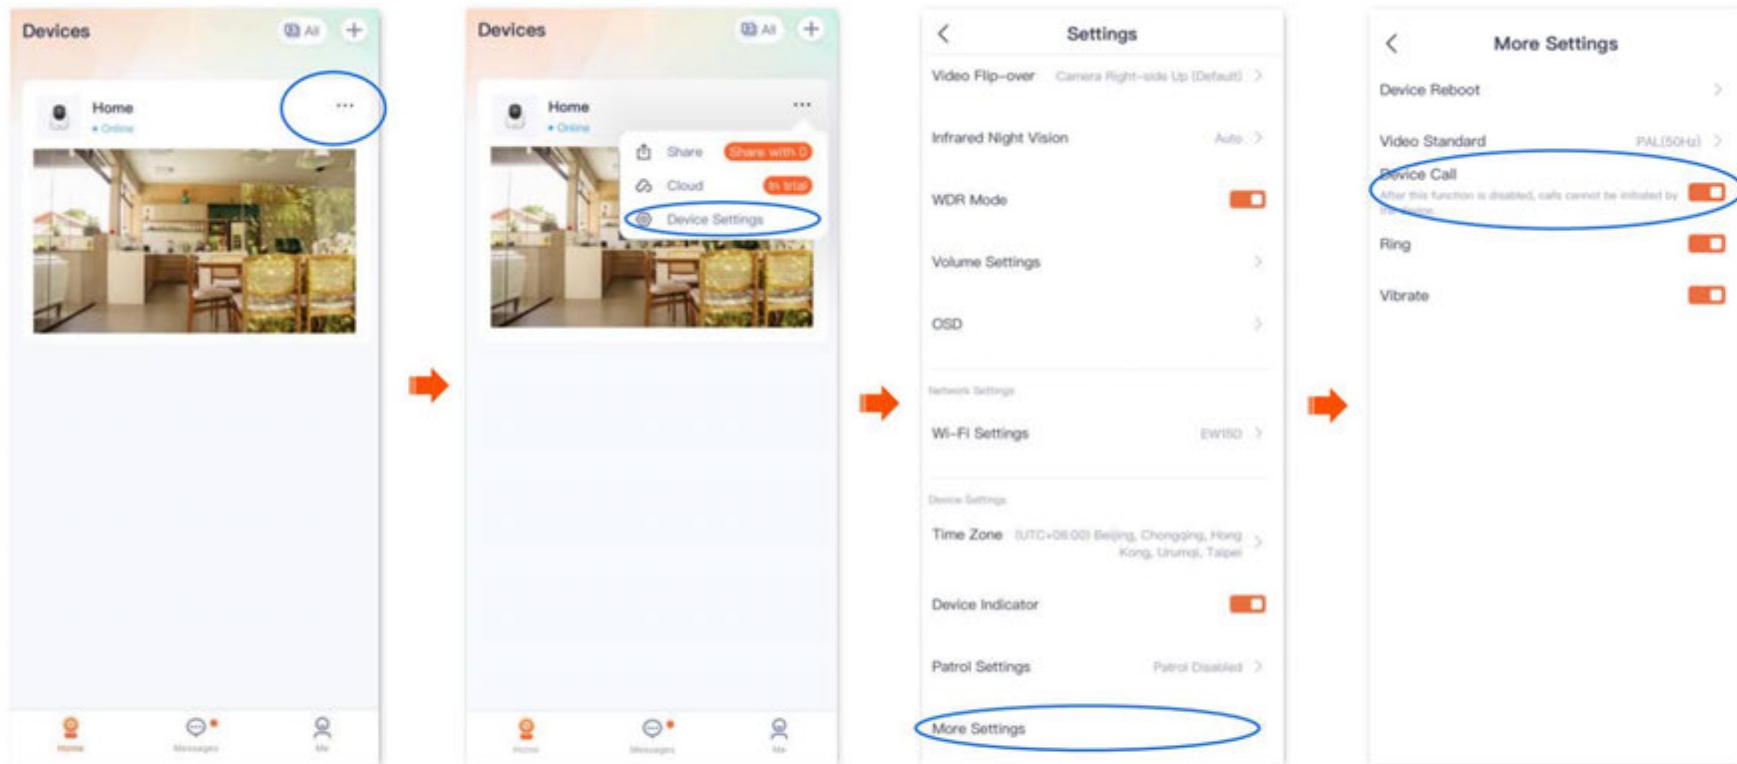 Devices
All
Home
Online
Home
Messages
Me
Devices
All
Home
Online
Share
Share with 0
Cloud
In trial
Device Settings
Home
Messages
Me
Settings
Video Flip-over
Camera Right-side Up (Default)
Infrared Night Vision
Auto
WDR Mode
Volume Settings
OSD
Network Settings
Wi-Fi Settings
EW15D
Device Settings
Time Zone
(UTC+08:00) Beijing, Chongqing, Hong
Kong, Urumqi, Taipei
Device Indicator
Patrol Settings
Patrol Disabled
More Settings
More Settings
Device Reboot
Video Standard
PAL(50Hz)
Device Call
After this function is disabled, calls cannot be initiated by
the device.
Ring
Vibrate